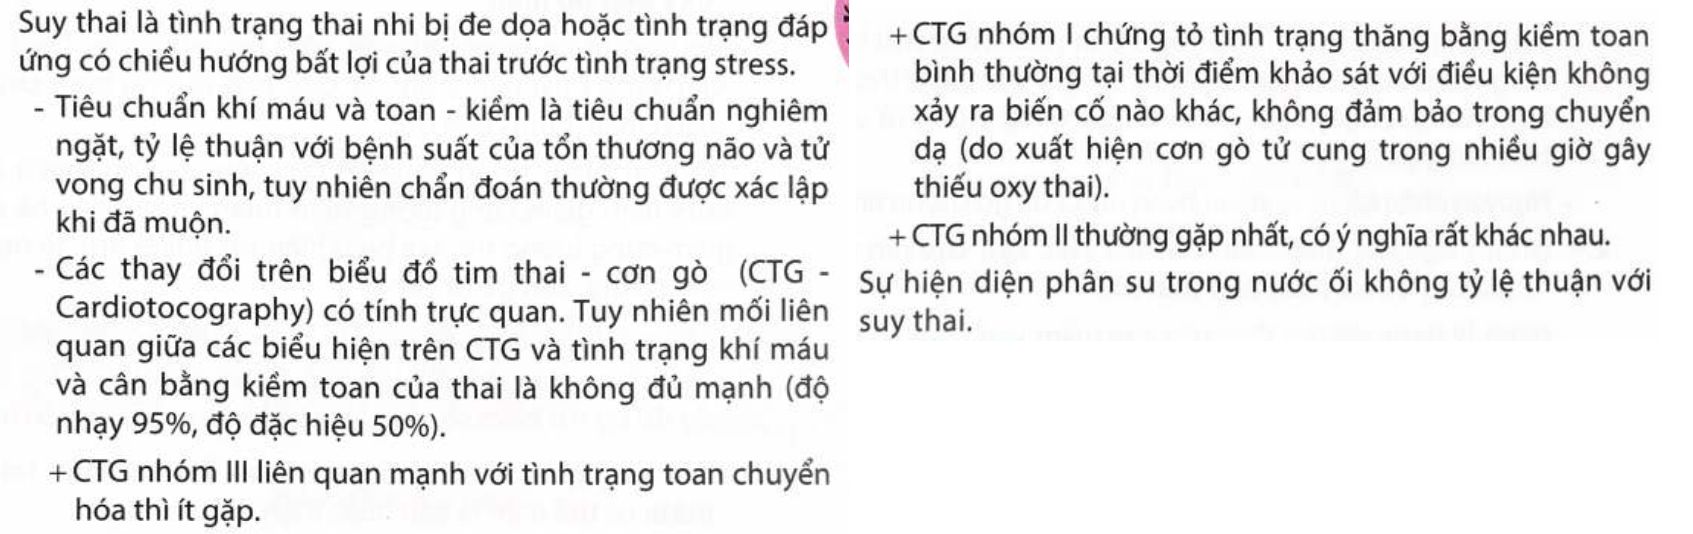 Suy thai là tình trạng thai nhi bị đe dọa hoặc tình trạng đáp
ứng có chiều hướng bất lợi của thai trước tình trạng stress.
- Tiêu chuẩn khí máu và toan - kiềm là tiêu chuẩn nghiêm
ngặt, tỷ lệ thuận với bệnh suất của tổn thương não và tử
vong chu sinh, tuy nhiên chẩn đoán thường được xác lập
khi đã muộn.
- Các thay đổi trên biểu đồ tim thai - cơn gò (CTG -
Cardiotocography) có tính trực quan. Tuy nhiên mối liên
quan giữa các biểu hiện trên CTG và tình trạng khí máu
và cân bằng kiềm toan của thai là không đủ mạnh (độ
nhạy 95%, độ đặc hiệu 50%).
+ CTG nhóm III liên quan mạnh với tình trạng toan chuyển
hóa thì ít gặp.
+ CTG nhóm I chứng tỏ tình trạng thăng bằng kiềm toan
bình thường tại thời điểm khảo sát với điều kiện không
xảy ra biến cố nào khác, không đảm bảo trong chuyển
dạ (do xuất hiện cơn gò tử cung trong nhiều giờ gây
thiếu oxy thai).
+ CTG nhóm II thường gặp nhất, có ý nghĩa rất khác nhau.
Sự hiện diện phân su trong nước ối không tỷ lệ thuận với
suy thai.